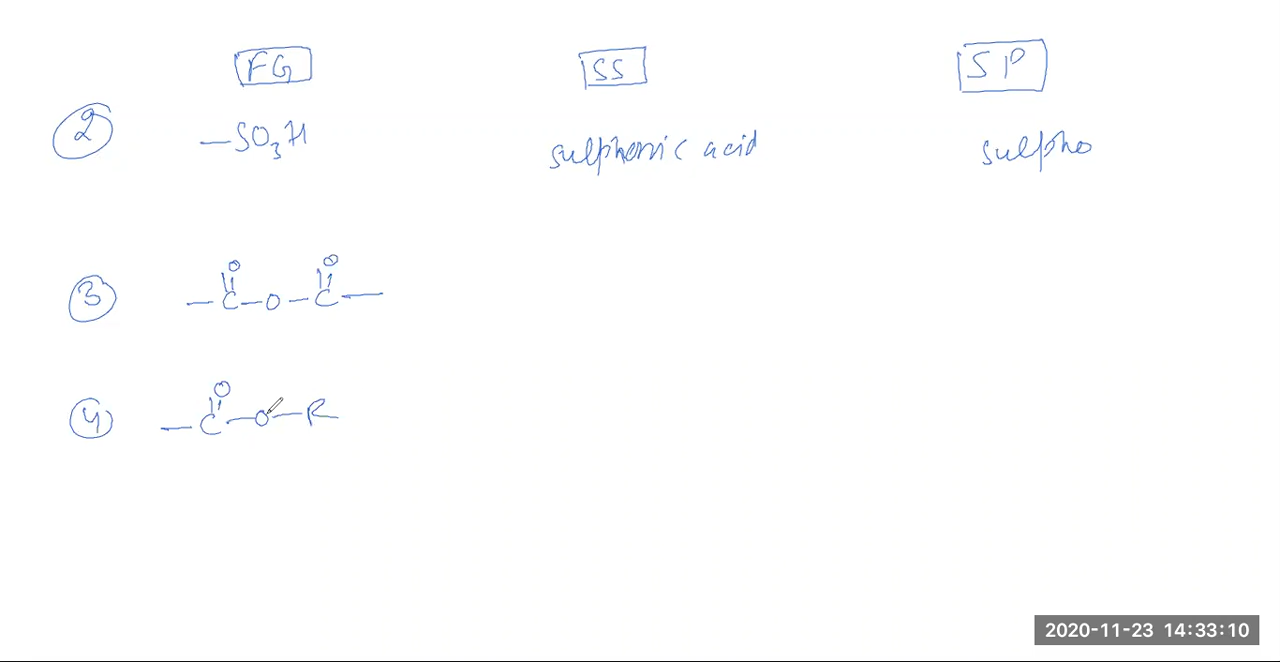 FG SS SP
2 —SO3H sulphonic acid sulpho
O O
3 —C—O—C—
O
4 —C—O—R
2020-11-23 14:33:10